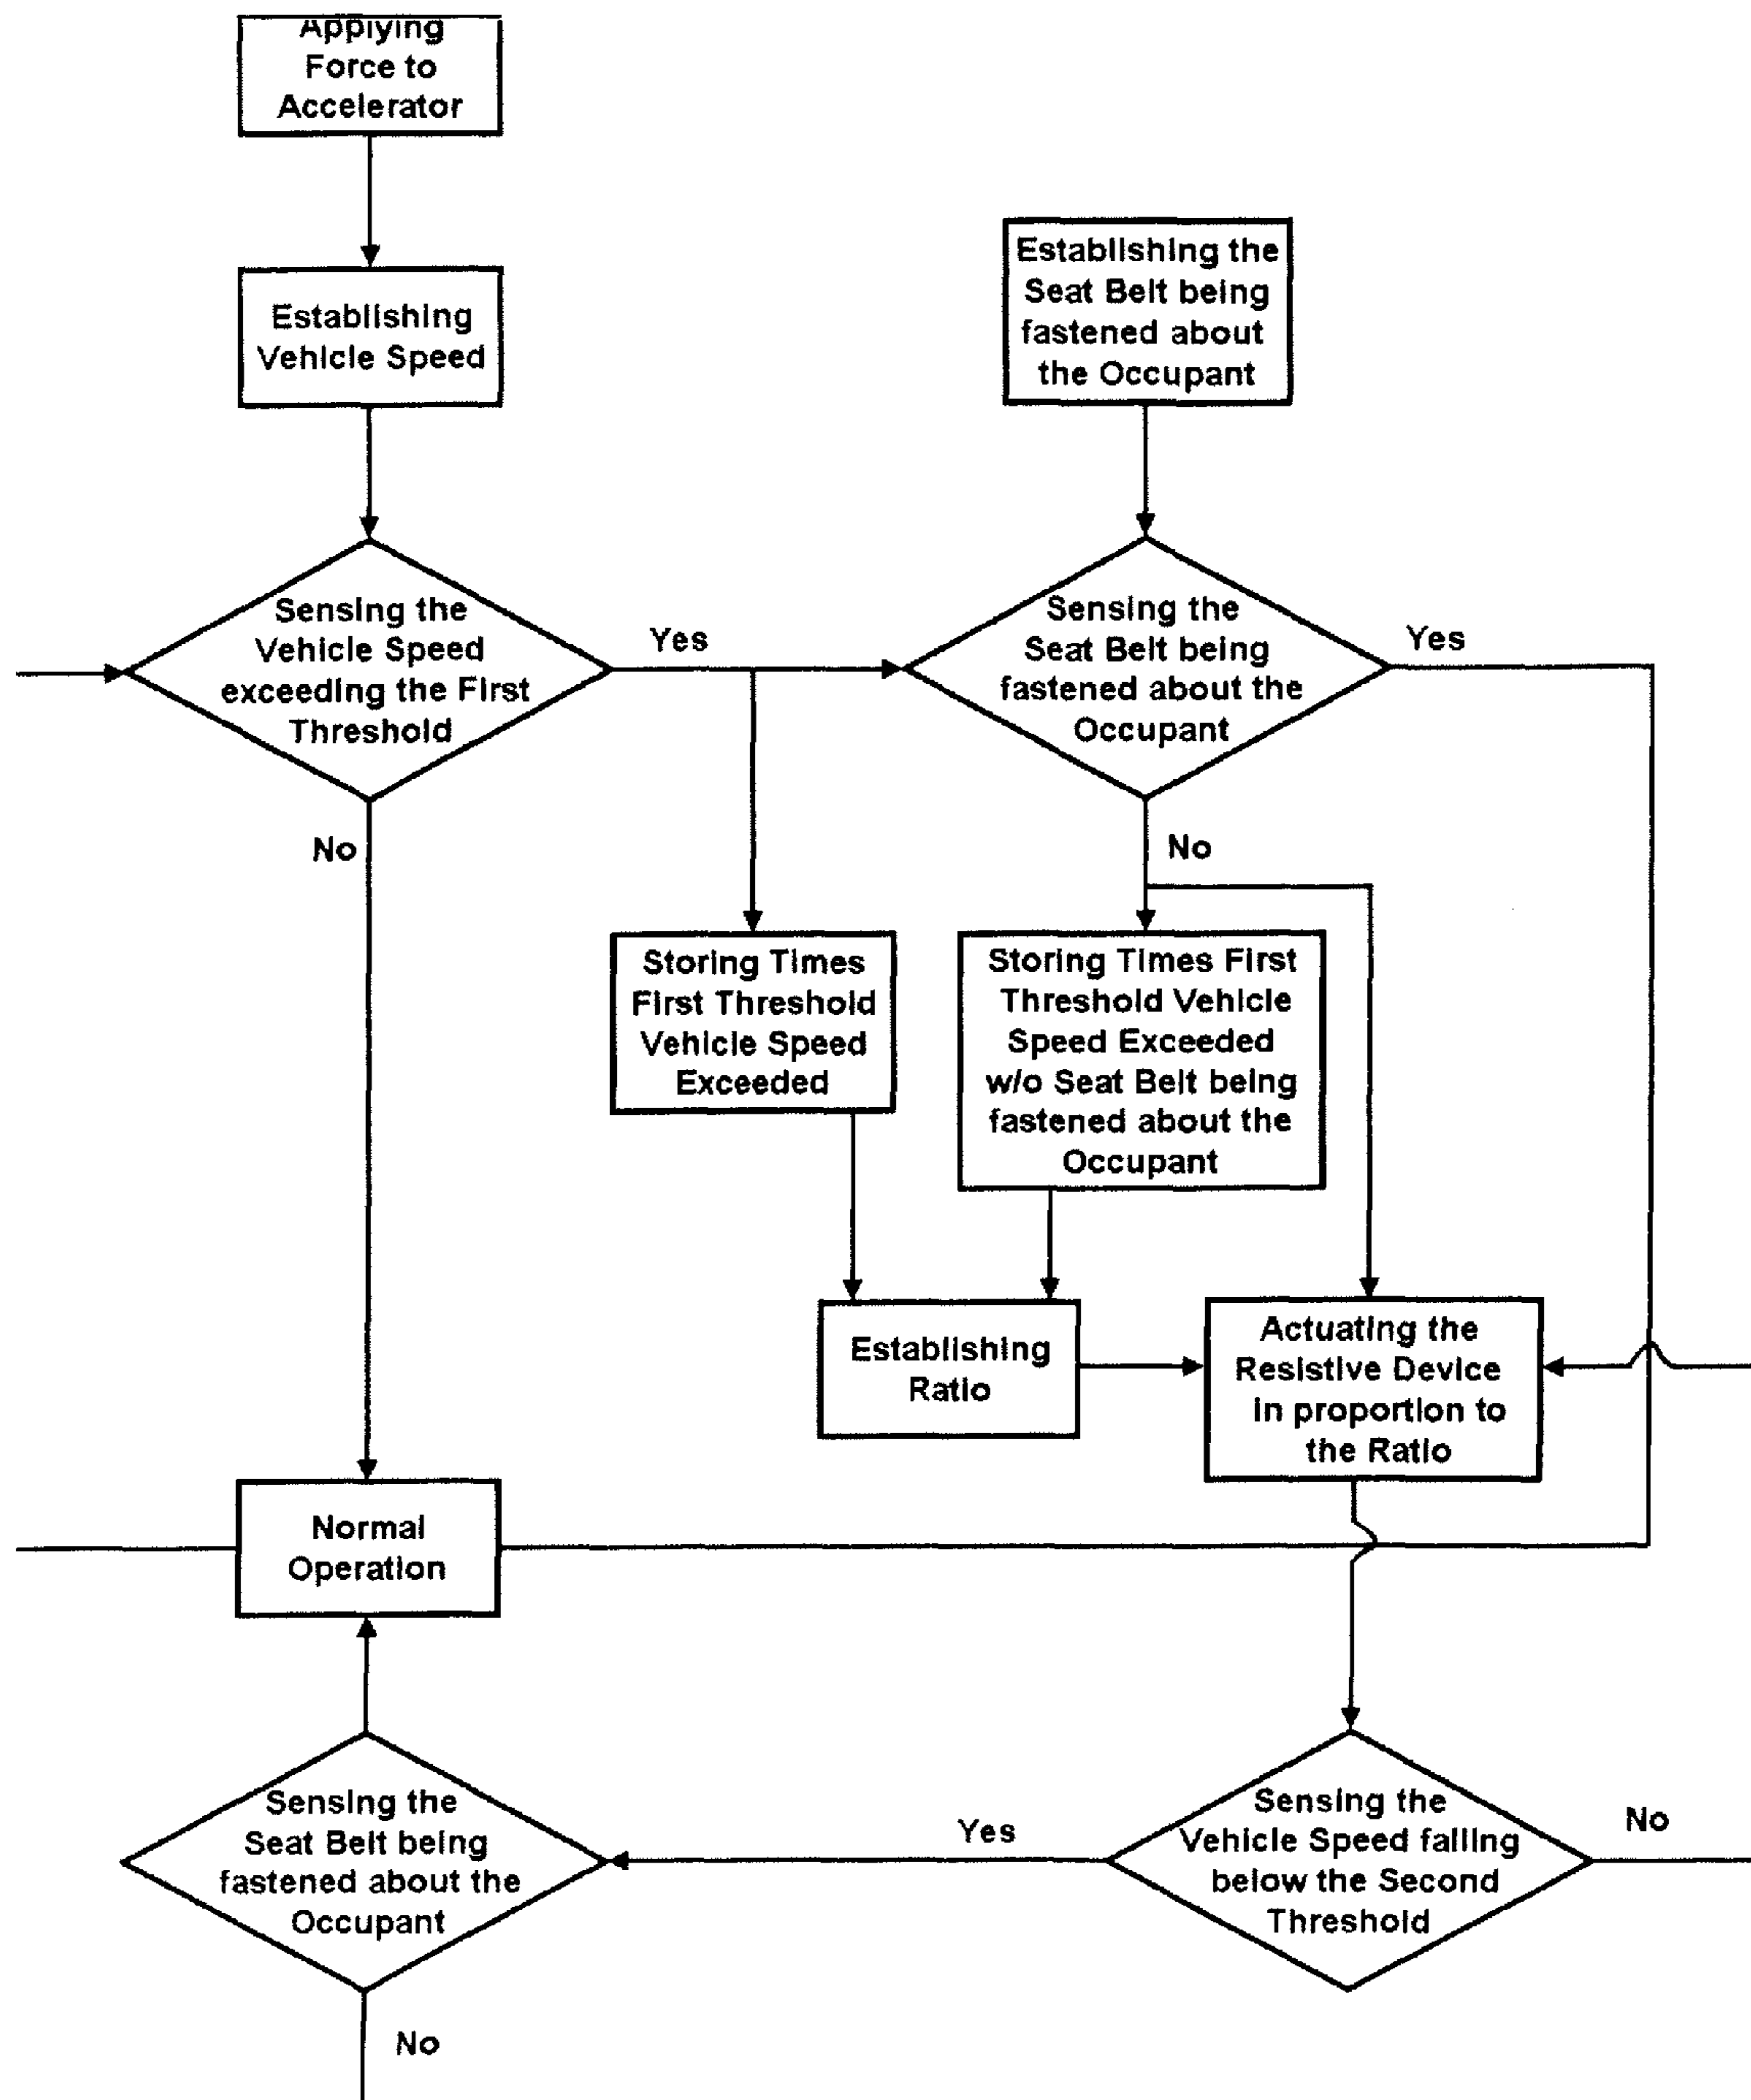 Applying
Force to
Accelerator
Establishing
Vehicle Speed
Establishing the
Seat Belt being
fastened about
the Occupant
Sensing the
Vehicle Speed
exceeding the First
Threshold
Yes
Sensing the
Seat Belt being
fastened about the
Occupant
Yes
No
No
Storing Times
First Threshold
Vehicle Speed
Exceeded
Storing Times First
Threshold Vehicle
Speed Exceeded
w/o Seat Belt being
fastened about the
Occupant
Establishing
Ratio
Actuating the
Resistive Device
in proportion to
the Ratio
Normal
Operation
Sensing the
Seat Belt being
fastened about the
Occupant
Yes
Sensing the
Vehicle Speed falling
below the Second
Threshold
No
No